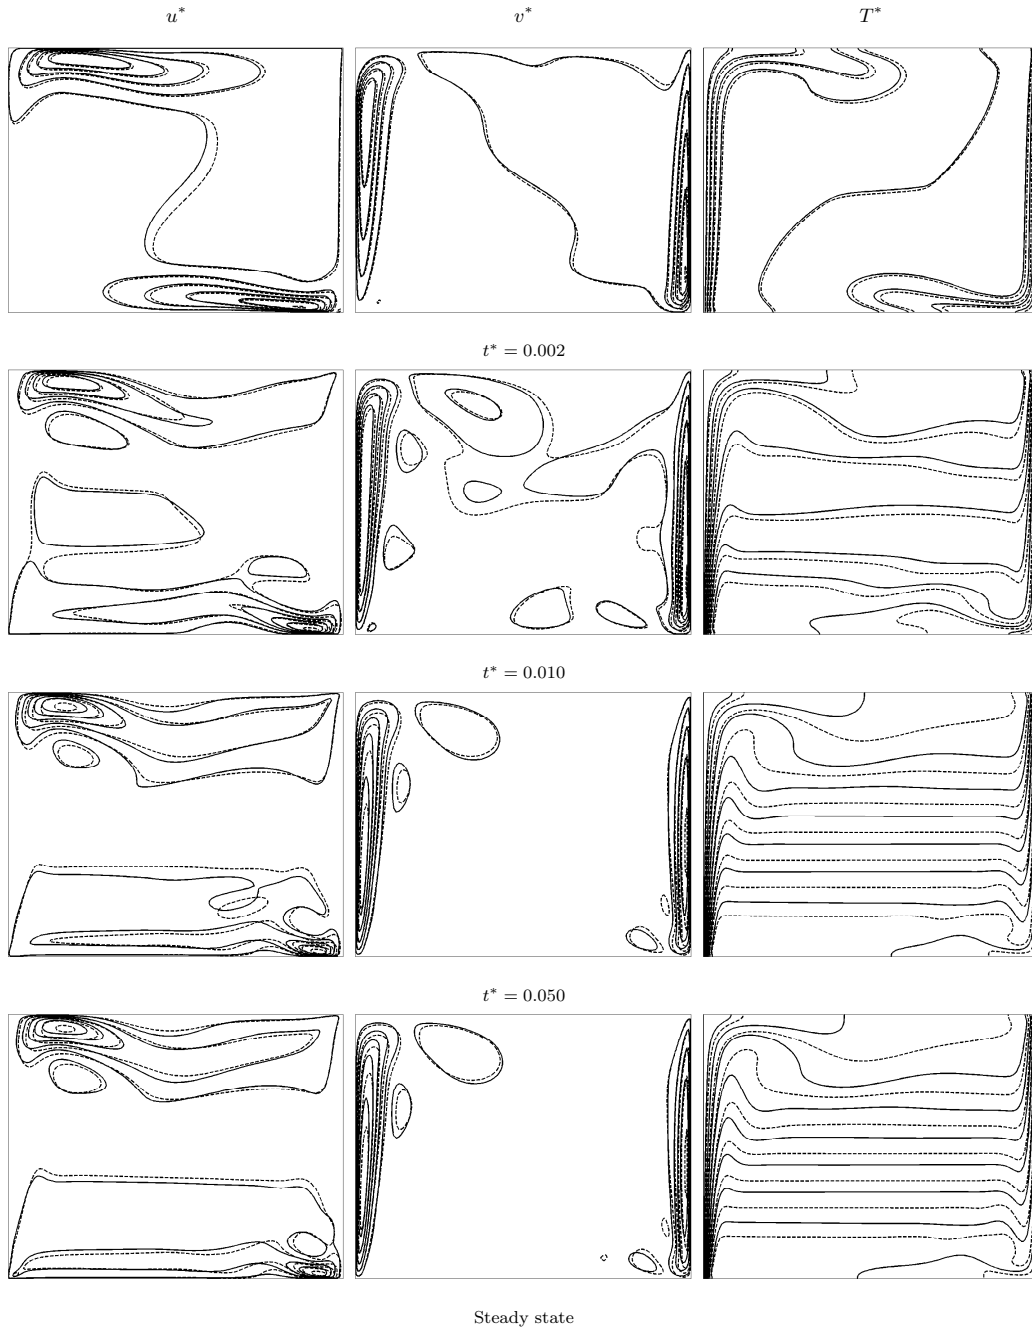 u* v* T*
t* = 0.002
t* = 0.010
t* = 0.050
Steady state